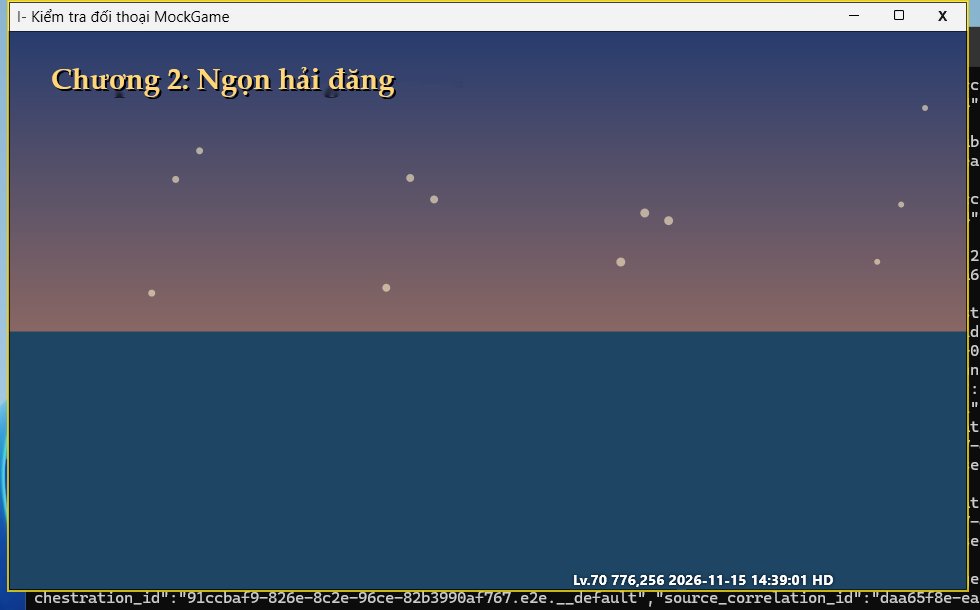 Kiểm tra đối thoại MockGame
Chương 2: Ngọn hải đăng
Lv.70 776,256 2026-11-15 14:39:01 HD
chestration_id":"91ccbaf9-826e-8c2e-96ce-82b3990af767.e2e.__default","source_correlation_id":"daa65f8e-ee